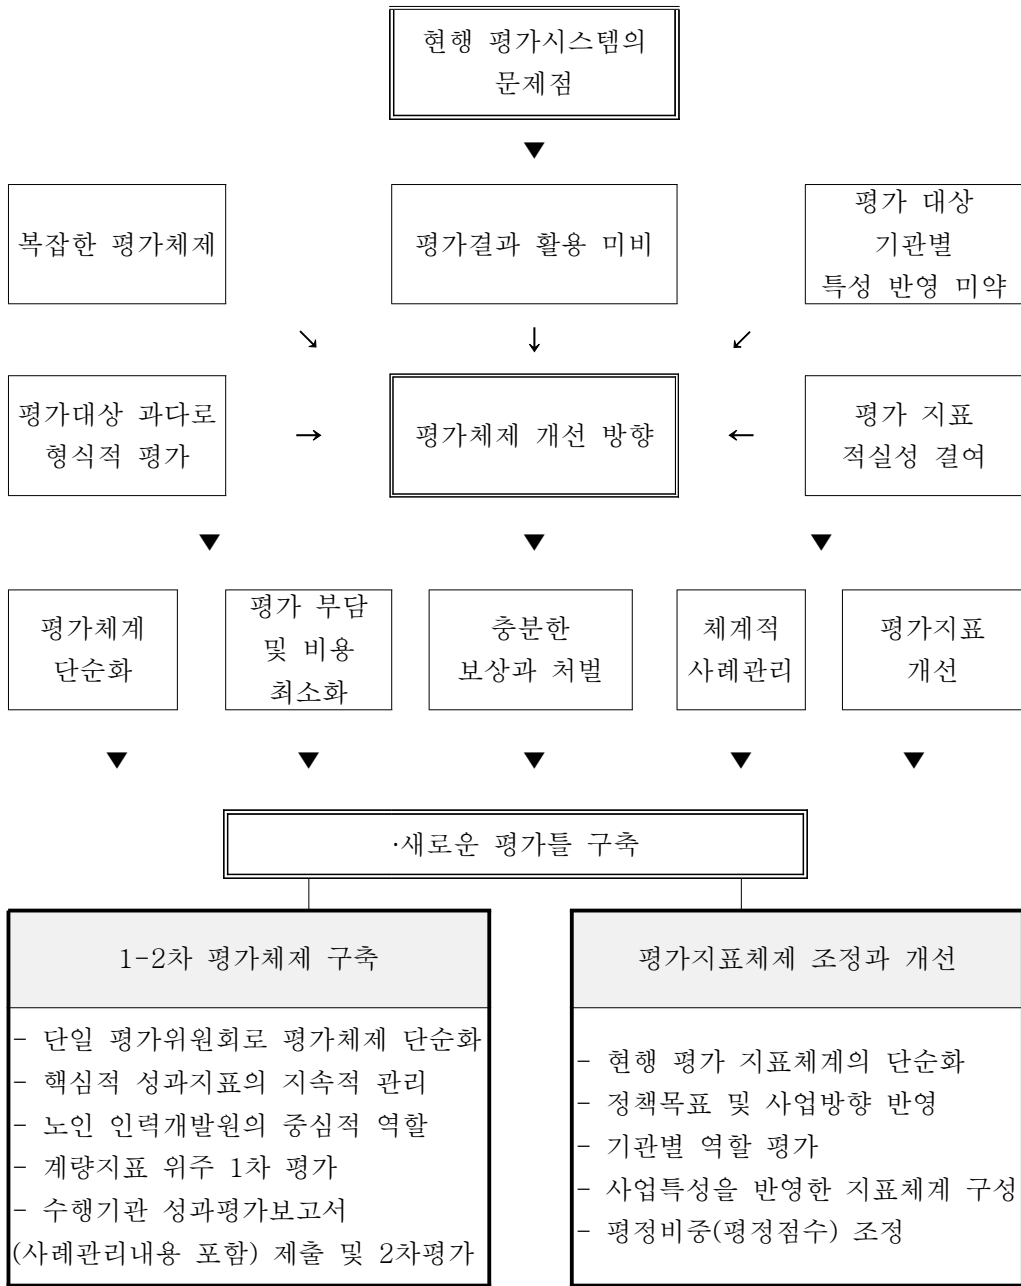 현행 평가시스템의
문제점
▼
복잡한 평가체제
평가결과 활용 미비
평가 대상
기관별
특성 반영 미약
↘ ↓ ↙
평가대상 과다로
형식적 평가
→
평가체제 개선 방향
←
평가 지표
적실성 결여
▼ ▼ ▼
평가체계
단순화
평가 부담
및 비용
최소화
충분한
보상과 처벌
체계적
사례관리
평가지표
개선
▼ ▼ ▼ ▼ ▼
·새로운 평가틀 구축
1-2차 평가체제 구축
- 단일 평가위원회로 평가체제 단순화
- 핵심적 성과지표의 지속적 관리
- 노인 인력개발원의 중심적 역할
- 계량지표 위주 1차 평가
- 수행기관 성과평가보고서
(사례관리내용 포함) 제출 및 2차평가
평가지표체제 조정과 개선
- 현행 평가 지표체계의 단순화
- 정책목표 및 사업방향 반영
- 기관별 역할 평가
- 사업특성을 반영한 지표체계 구성
- 평정비중(평정점수) 조정